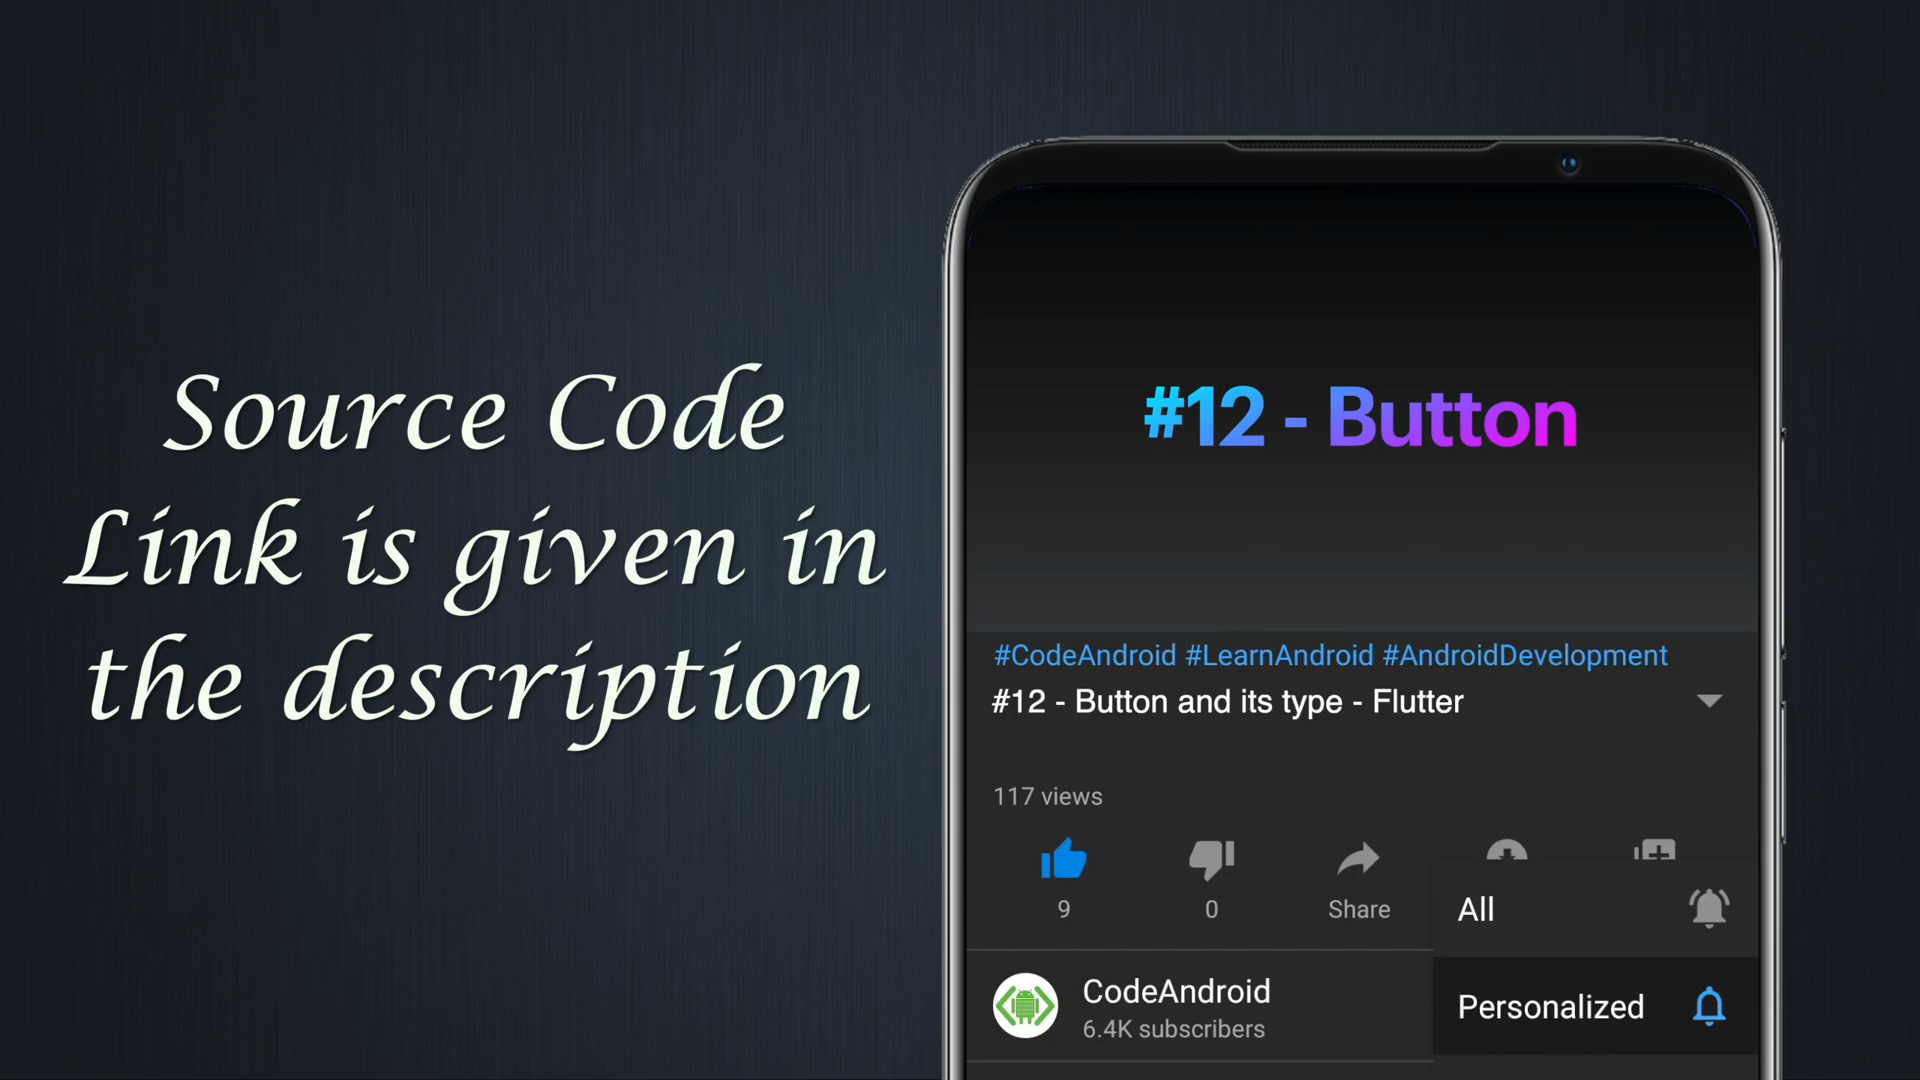 Source Code
Link is given in
the description
#12 - Button
#CodeAndroid #LearnAndroid #AndroidDevelopment
#12 - Button and its type - Flutter
117 views
9
0
Share
All
CodeAndroid
6.4K subscribers
Personalized